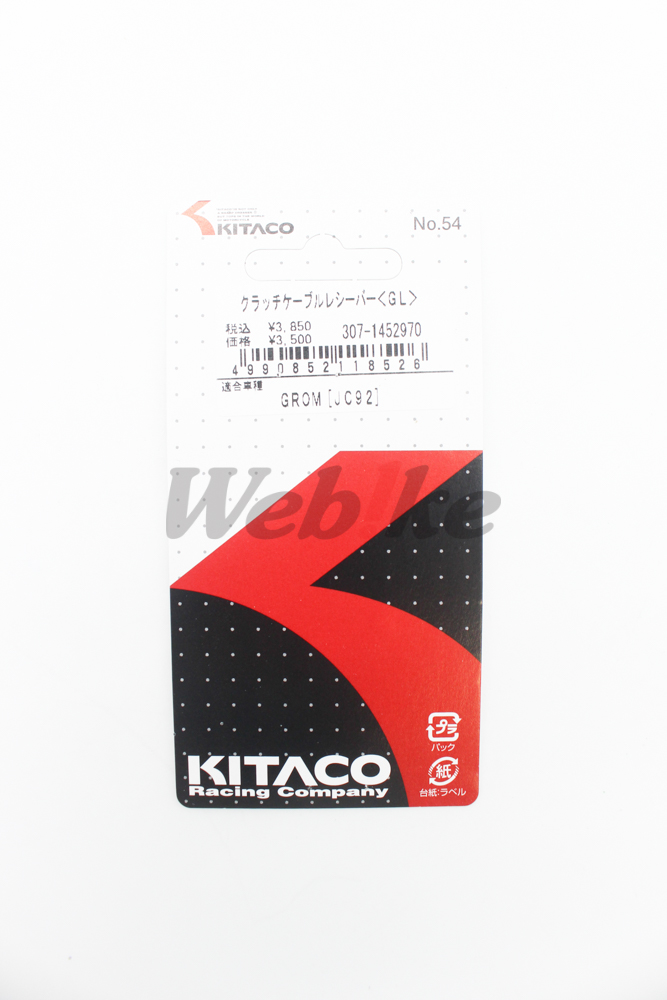 KITACO
No.54
クラッチケーブルレシーバー<GL>
税込 ¥3,850
価格 ¥3,500
307-1452970
4990852118526
適合車種
GROM[JC92]
Webike
プラ
パック
紙
台紙:ラベル
KITACO
Racing Company